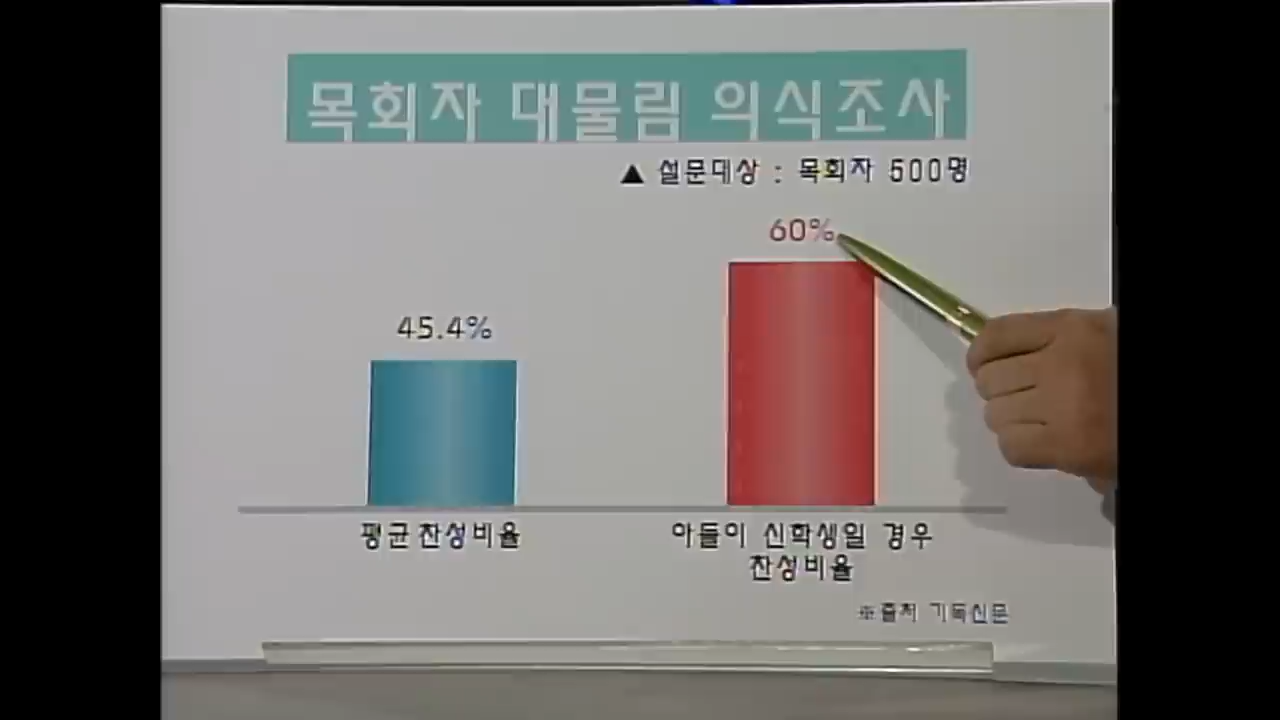 목회자 대물림 의식조사
▲ 설문대상 : 목회자 500명
60%
45.4%
평균 찬성비율
아들이 신학생일 경우
찬성비율
※출처 기독신문